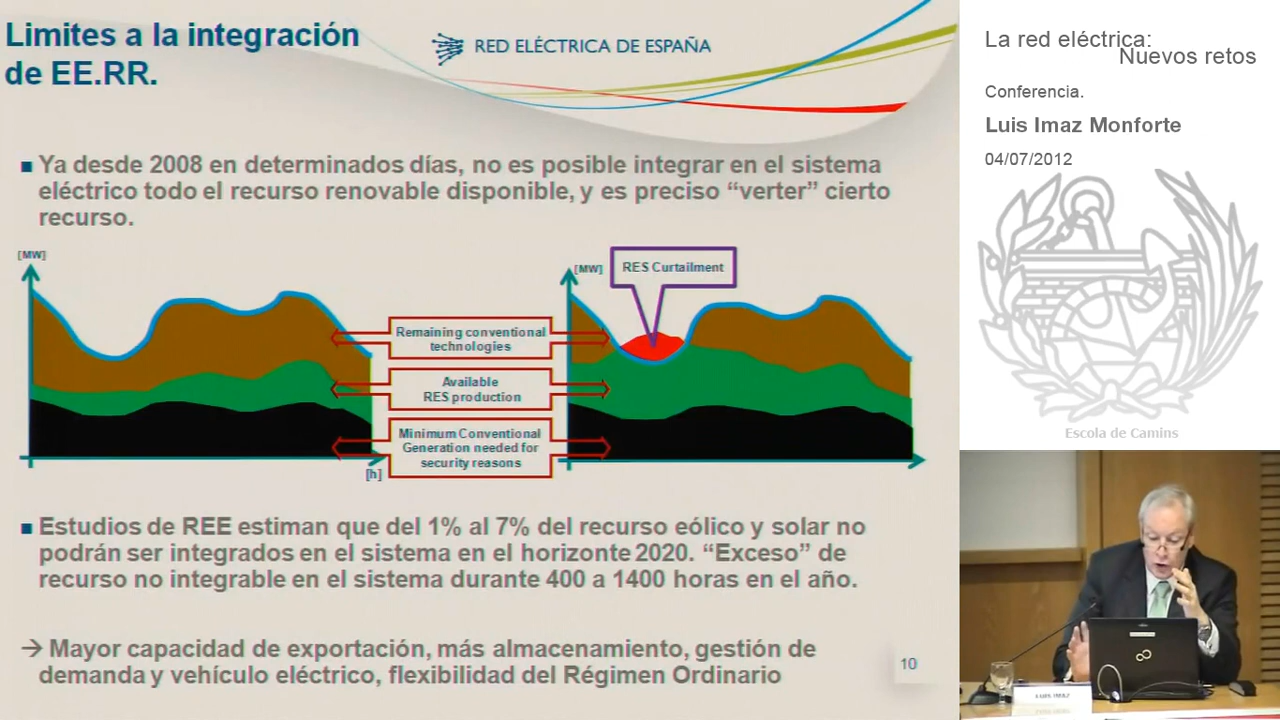 Limites a la integración
de EE.RR.
RED ELÉCTRICA DE ESPAÑA
Ya desde 2008 en determinados días, no es posible integrar en el sistema
eléctrico todo el recurso renovable disponible, y es preciso “verter” cierto
recurso.
[MW]
[MW]
RES Curtailment
Remaining conventional
technologies
Available
RES production
Minimum Conventional
Generation needed for
security reasons
[h]
Estudios de REE estiman que del 1% al 7% del recurso eólico y solar no
podrán ser integrados en el sistema en el horizonte 2020. “Exceso” de
recurso no integrable en el sistema durante 400 a 1400 horas en el año.
→ Mayor capacidad de exportación, más almacenamiento, gestión de
demanda y vehículo eléctrico, flexibilidad del Régimen Ordinario
10
La red eléctrica:
Nuevos retos
Conferencia.
Luis Imaz Monforte
04/07/2012
Escola de Camins
LUIS IMAZ